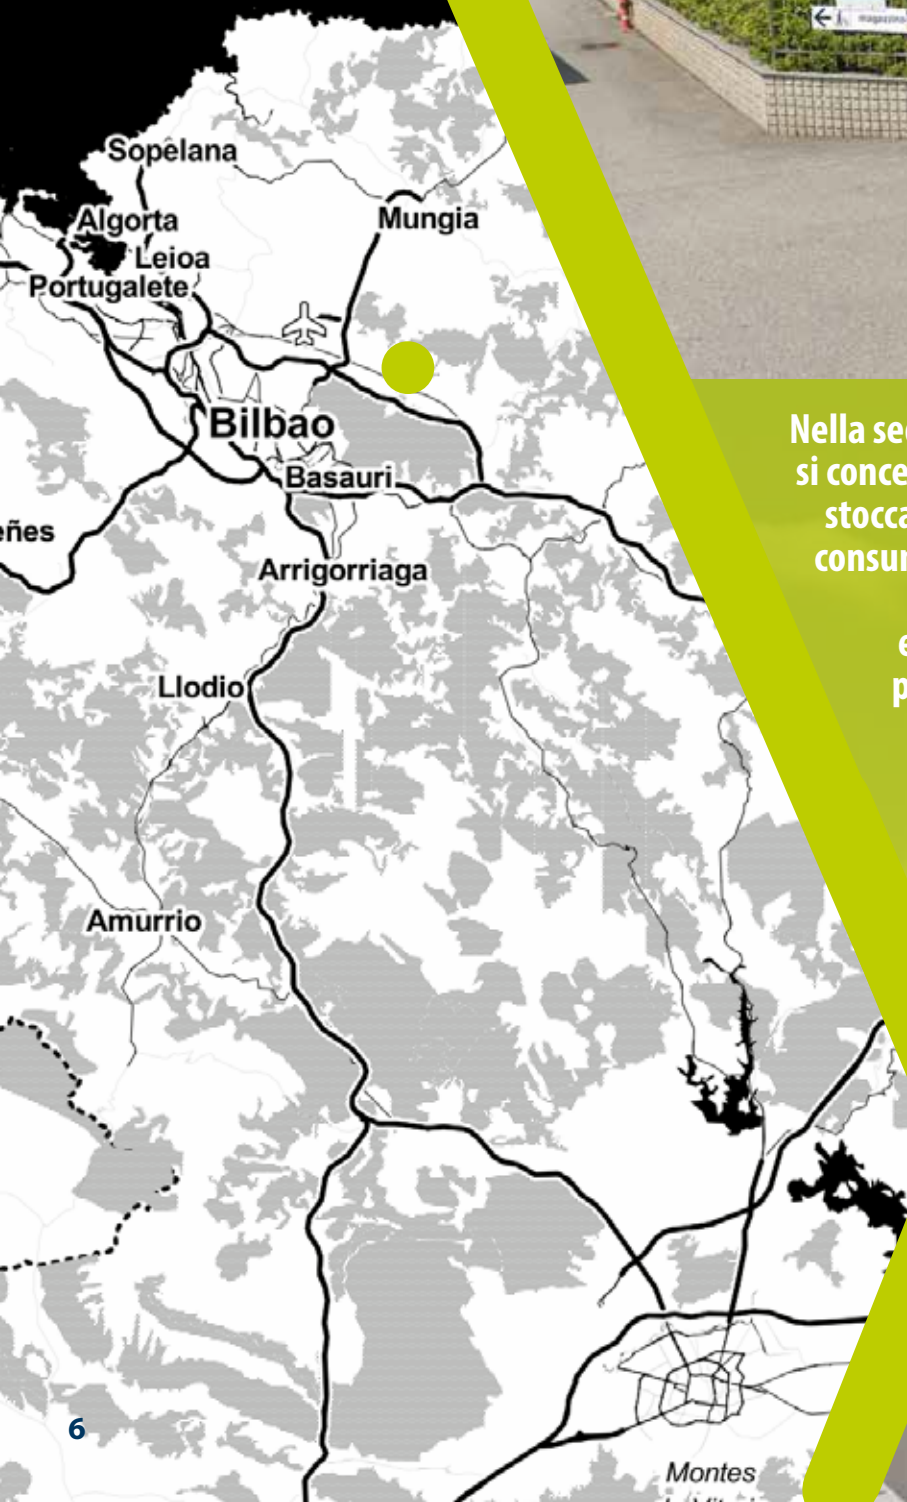 magazzino
Sopelana
Algorta
Mungia
Leioa
Portugalete
Nella se
si conce
Bilbao
Basauri
stocca
eñes
consu
Arrigorriaga
e
Llodio
p
Amurrio
6
Montes